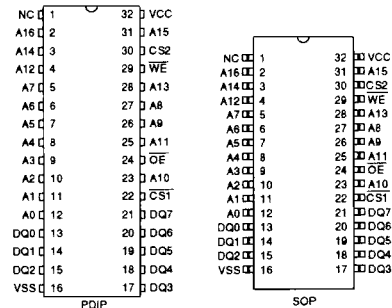 NC 1 32 VCC
A16 2 31 A15
A14 3 30 CS2
A12 4 29 W̅E̅
A7 5 28 A13
A6 6 27 A8
A5 7 26 A9
A4 8 25 A11
A3 9 24 O̅E̅
A2 10 23 A10
A1 11 22 C̅S̅1̅
A0 12 21 DQ7
DQ0 13 20 DQ6
DQ1 14 19 DQ5
DQ2 15 18 DQ4
VSS 16 17 DQ3
PDIP
NC 1 32 VCC
A16 2 31 A15
A14 3 30 CS2
A12 4 29 W̅E̅
A7 5 28 A13
A6 6 27 A8
A5 7 26 A9
A4 8 25 A11
A3 9 24 O̅E̅
A2 10 23 A10
A1 11 22 C̅S̅1̅
A0 12 21 DQ7
DQ0 13 20 DQ6
DQ1 14 19 DQ5
DQ2 15 18 DQ4
VSS 16 17 DQ3
SOP